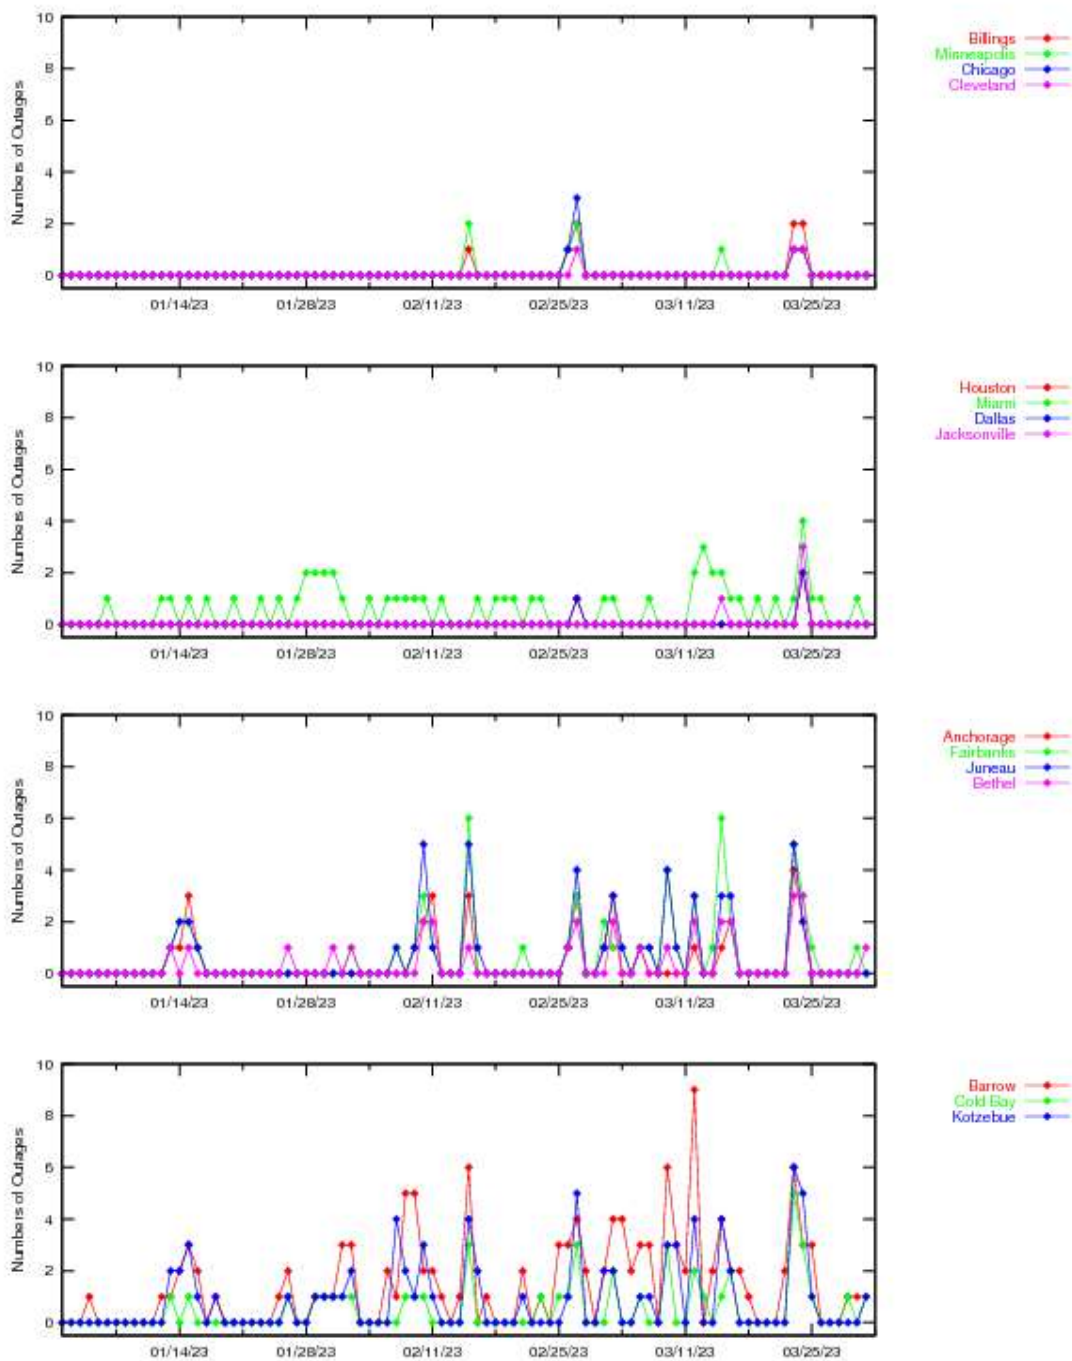 10
8
6
4
2
0
Numbers of Outages
01/14/23 01/28/23 02/11/23 02/25/23 03/11/23 03/25/23
Billings
Minneapolis
Chicago
Cleveland
10
8
6
4
2
0
Numbers of Outages
01/14/23 01/28/23 02/11/23 02/25/23 03/11/23 03/25/23
Houston
Miami
Dallas
Jacksonville
10
8
6
4
2
0
Numbers of Outages
01/14/23 01/28/23 02/11/23 02/25/23 03/11/23 03/25/23
Anchorage
Fairbanks
Juneau
Bethel
10
8
6
4
2
0
Numbers of Outages
01/14/23 01/28/23 02/11/23 02/25/23 03/11/23 03/25/23
Barrow
Cold Bay
Kotzebue